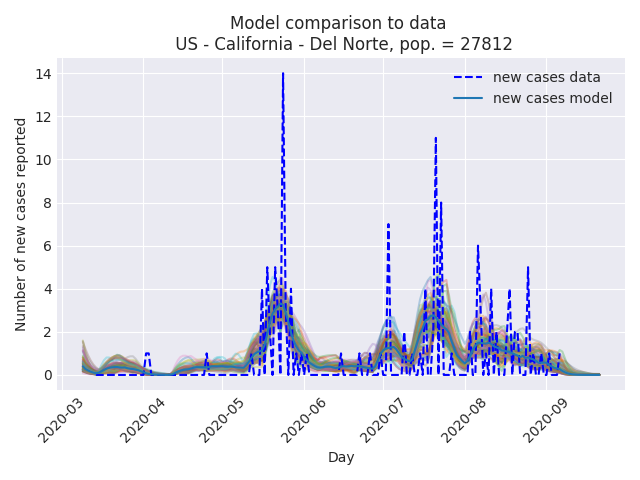 Model comparison to data
US - California - Del Norte, pop. = 27812
new cases data
new cases model
Number of new cases reported
14
12
10
8
6
4
2
0
2020-03
2020-04
2020-05
2020-06
2020-07
2020-08
2020-09
Day